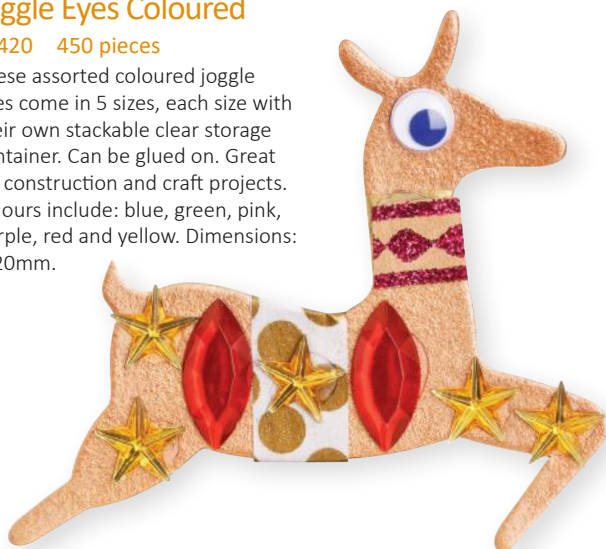 ggle Eyes Coloured
420 450 pieces
ese assorted coloured joggle
es come in 5 sizes, each size with
eir own stackable clear storage
ntainer. Can be glued on. Great
construction and craft projects.
ours include: blue, green, pink,
rple, red and yellow. Dimensions:
20mm.